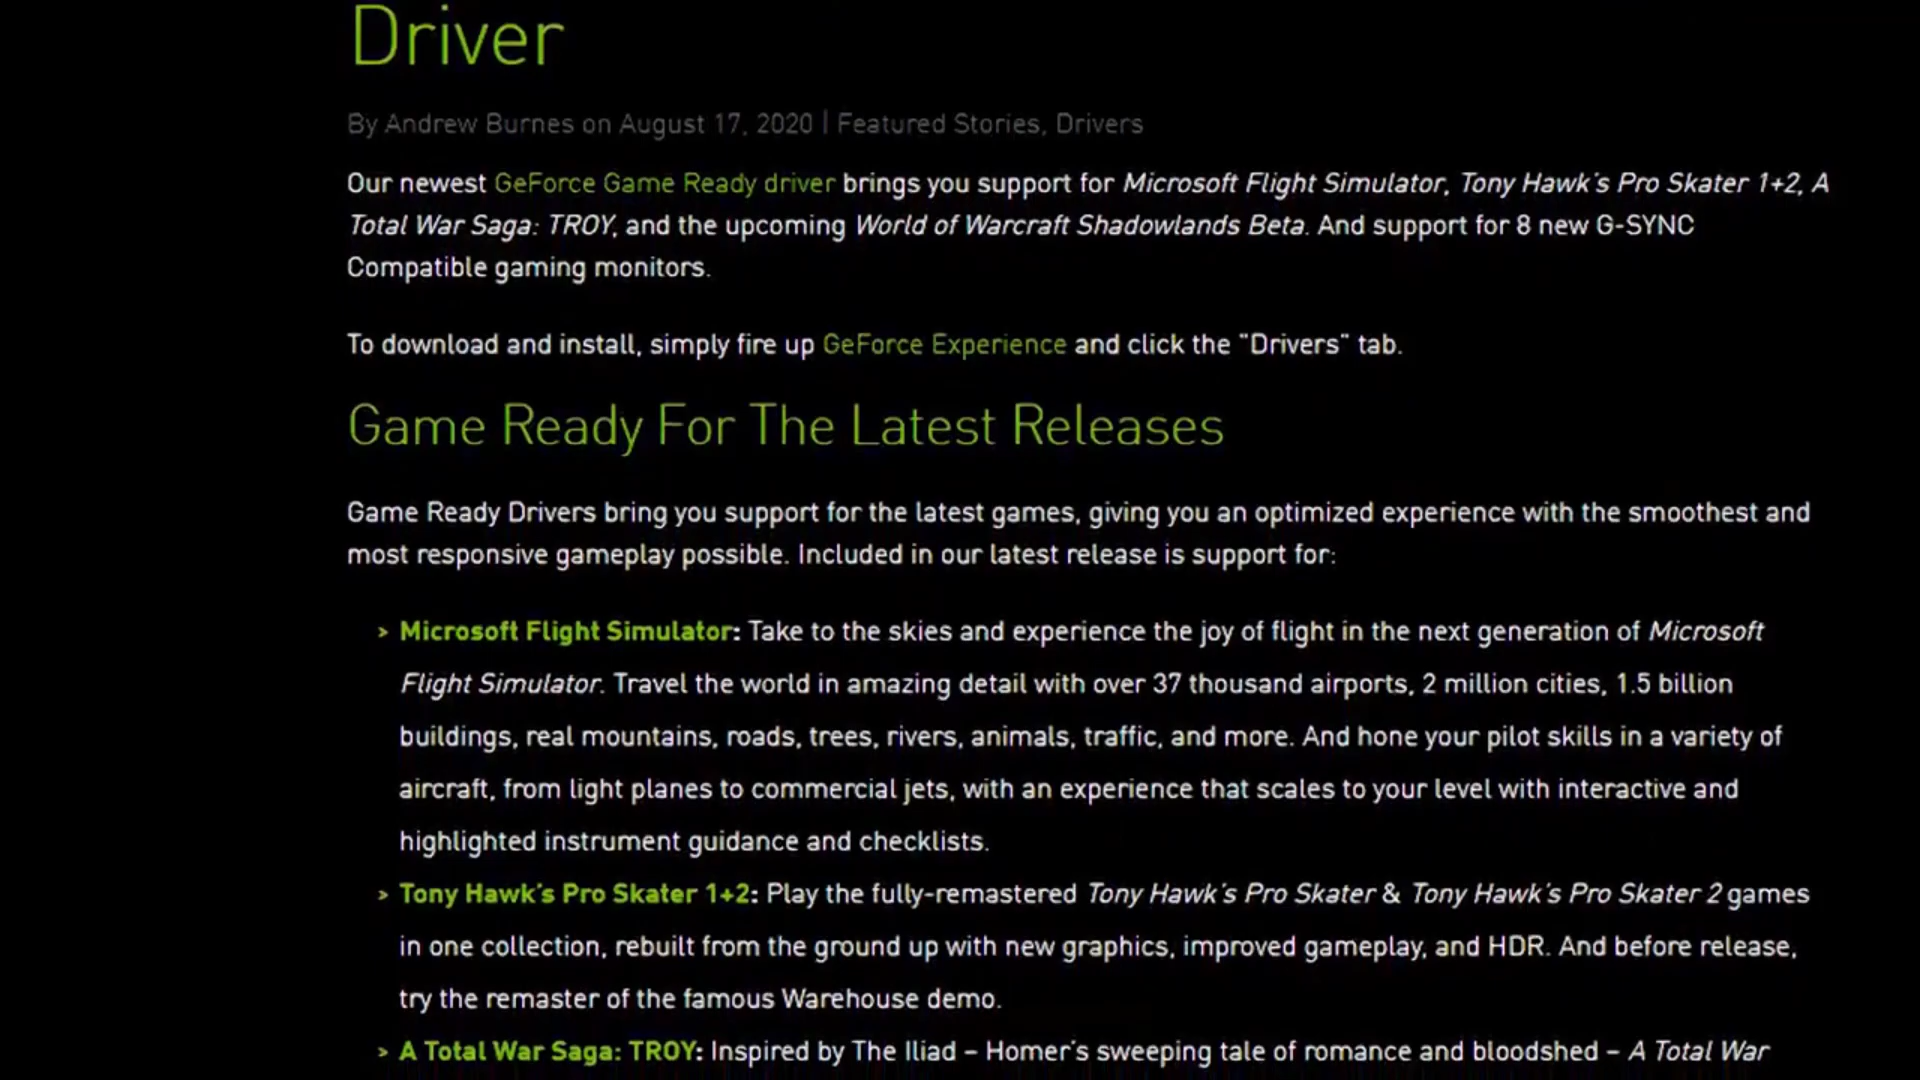 Driver
By Andrew Burnes on August 17, 2020 | Featured Stories, Drivers
Our newest GeForce Game Ready driver brings you support for Microsoft Flight Simulator, Tony Hawk's Pro Skater 1+2, A
Total War Saga: TROY, and the upcoming World of Warcraft Shadowlands Beta. And support for 8 new G-SYNC
Compatible gaming monitors.
To download and install, simply fire up GeForce Experience and click the "Drivers" tab.
Game Ready For The Latest Releases
Game Ready Drivers bring you support for the latest games, giving you an optimized experience with the smoothest and
most responsive gameplay possible. Included in our latest release is support for:
> Microsoft Flight Simulator: Take to the skies and experience the joy of flight in the next generation of Microsoft
Flight Simulator. Travel the world in amazing detail with over 37 thousand airports, 2 million cities, 1.5 billion
buildings, real mountains, roads, trees, rivers, animals, traffic, and more. And hone your pilot skills in a variety of
aircraft, from light planes to commercial jets, with an experience that scales to your level with interactive and
highlighted instrument guidance and checklists.
> Tony Hawk's Pro Skater 1+2: Play the fully-remastered Tony Hawk's Pro Skater & Tony Hawk's Pro Skater 2 games
in one collection, rebuilt from the ground up with new graphics, improved gameplay, and HDR. And before release,
try the remaster of the famous Warehouse demo.
> A Total War Saga: TROY: Inspired by The Iliad – Homer's sweeping tale of romance and bloodshed – A Total War